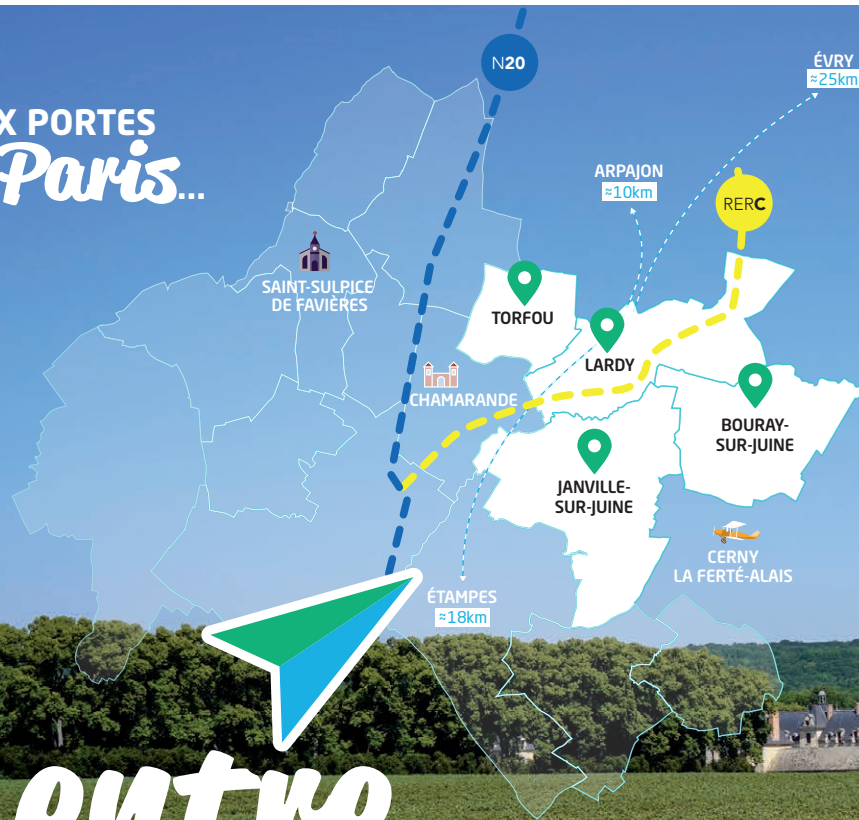 N20
ÉVRY
≈25km
X PORTES
Paris...
ARPAJON
≈10km
RERC
SAINT-SULPICE
DE FAVIÈRES
TORFOU
LARDY
CHAMARANDE
BOURAY-
SUR-JUINE
JANVILLE-
SUR-JUINE
CERNY
LA FERTÉ-ALAIS
ÉTAMPES
≈18km
entre